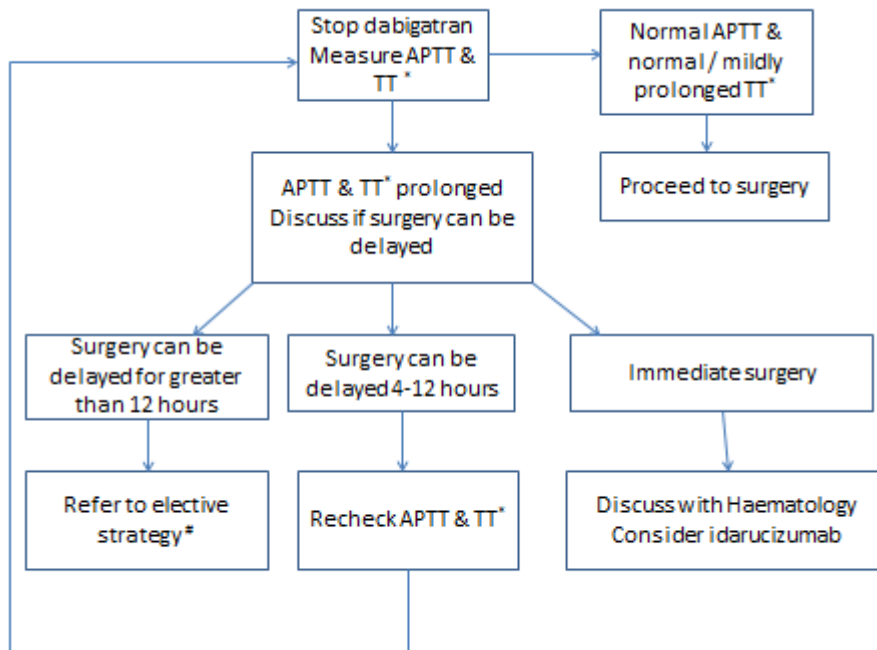 Stop dabigatran
Measure APTT &
TT *
Normal APTT &
normal / mildly
prolonged TT*
APTT & TT* prolonged
Discuss if surgery can be
delayed
Proceed to surgery
Surgery can be
delayed for greater
than 12 hours
Surgery can be
delayed 4-12 hours
Immediate surgery
Refer to elective
strategy#
Recheck APTT & TT*
Discuss with Haematology
Consider idarucizumab